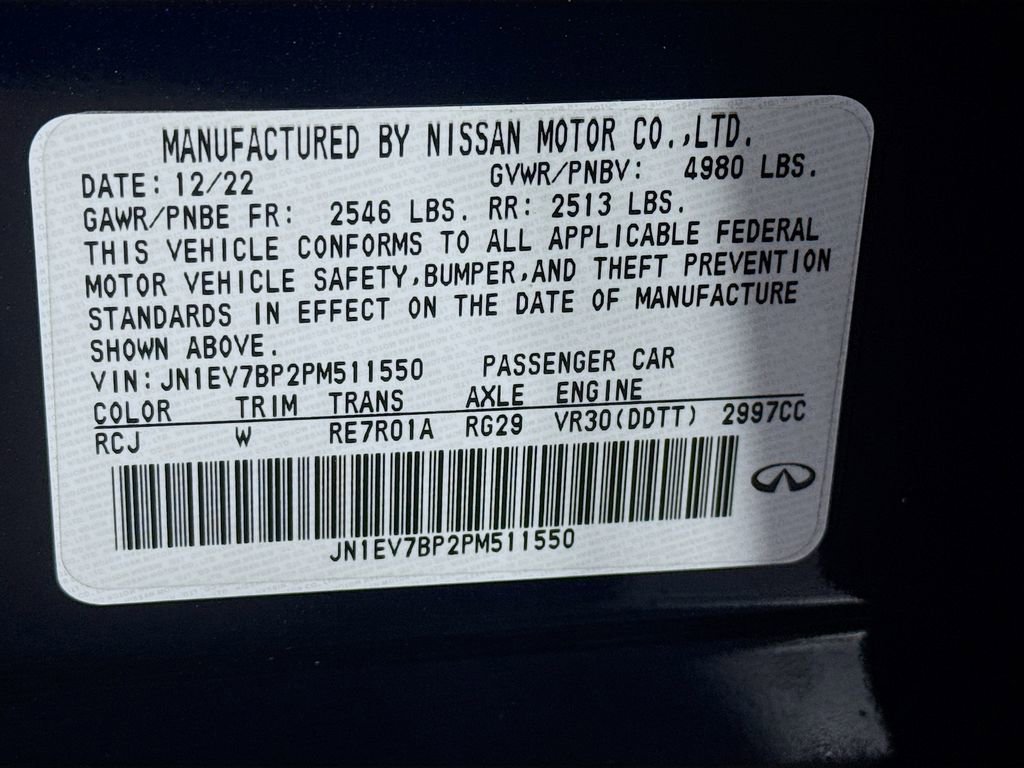 MANUFACTURED BY NISSAN MOTOR CO.,LTD.
DATE: 12/22 GVWR/PNBV: 4980 LBS.
GAWR/PNBE FR: 2546 LBS. RR: 2513 LBS.
THIS VEHICLE CONFORMS TO ALL APPLICABLE FEDERAL
MOTOR VEHICLE SAFETY,BUMPER,AND THEFT PREVENTION
STANDARDS IN EFFECT ON THE DATE OF MANUFACTURE
SHOWN ABOVE.
VIN: JN1EV7BP2PM511550 PASSENGER CAR
COLOR TRIM TRANS AXLE ENGINE
RCJ W RE7R01A RG29 VR30(DDTT) 2997CC
JN1EV7BP2PM511550